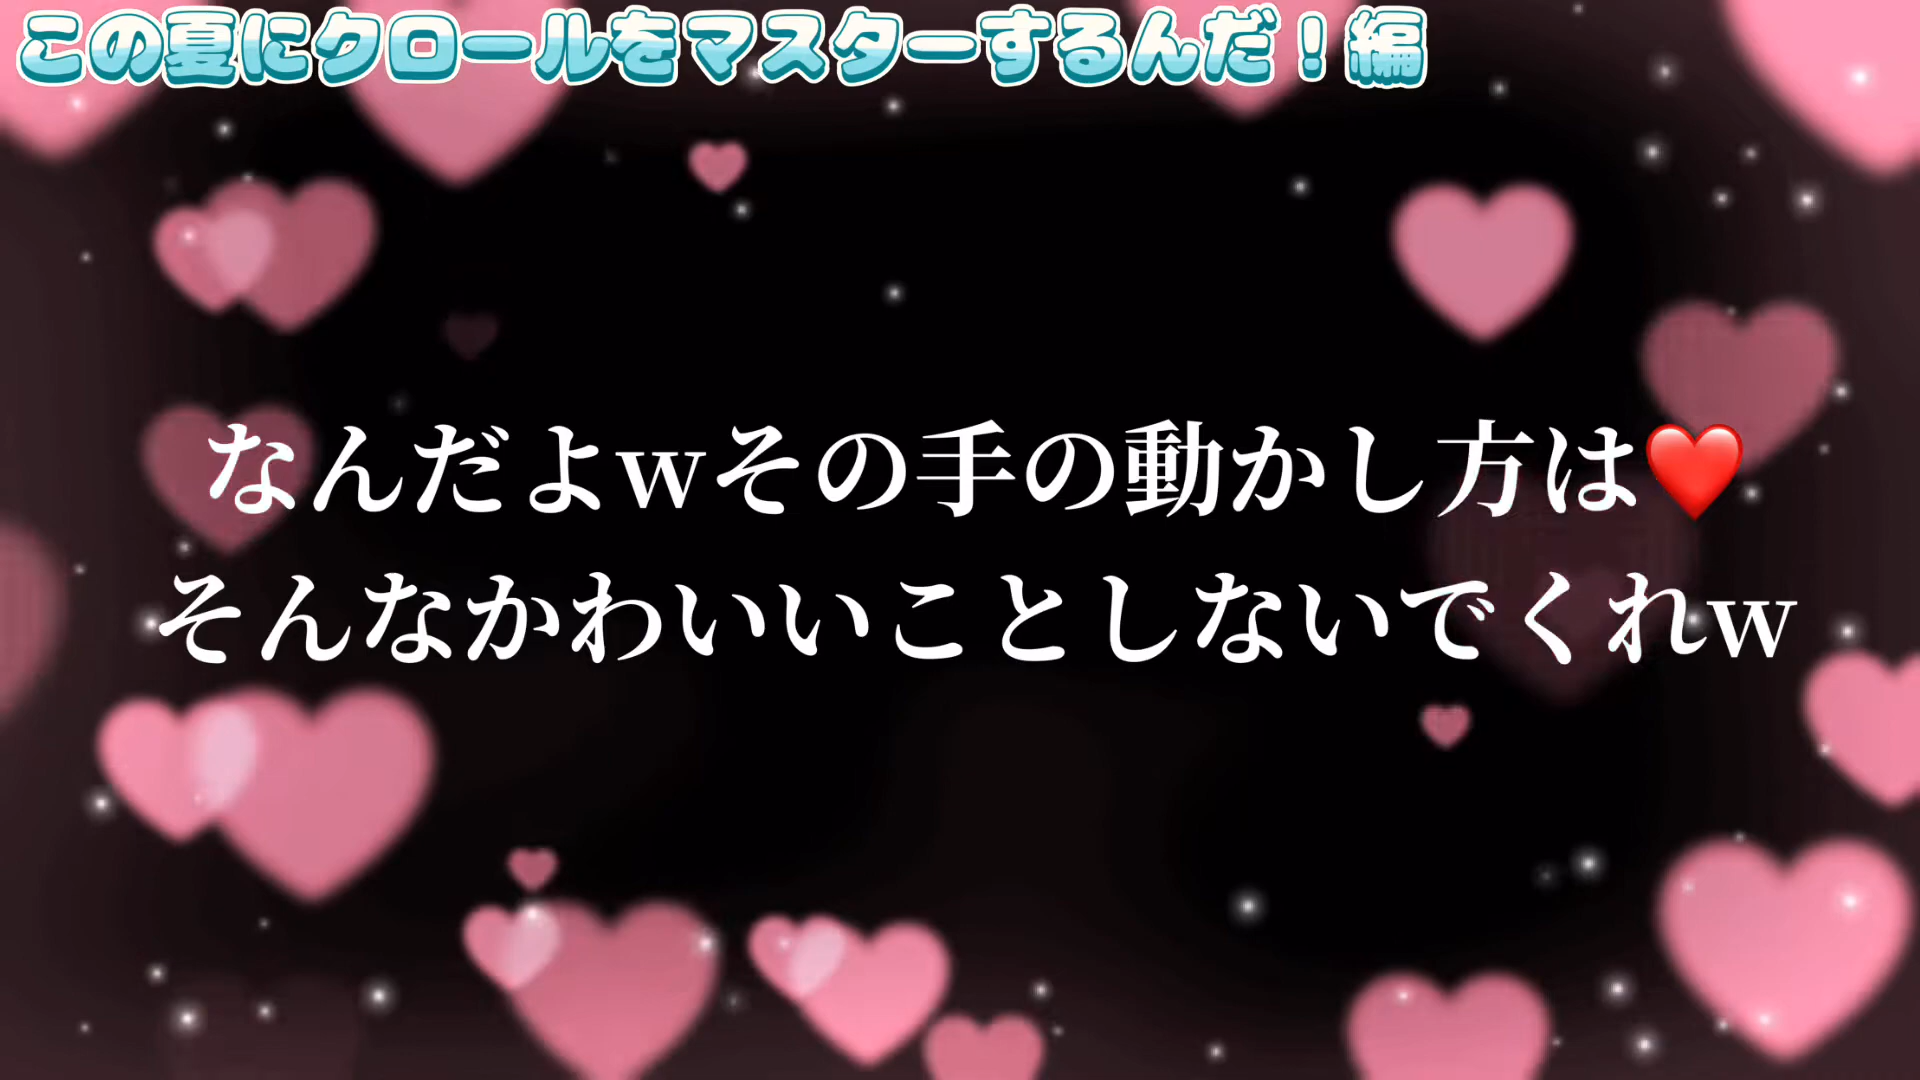 この夏にクロールをマスターするんだ！編
なんだよwその手の動かし方は❤️
そんなかわいいことしないでくれw